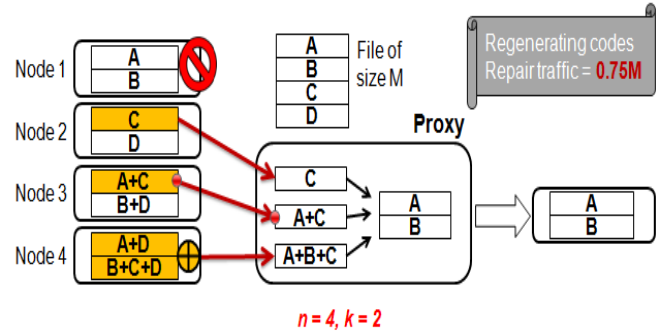 Node 1
A
B
Node 2
C
D
Node 3
A+C
B+D
Node 4
A+D
B+C+D
A
B
C
D
File of
size M
Regenerating codes
Repair traffic = 0.75M
Proxy
C
A+C
A+B+C
A
B
A
B
n = 4, k = 2